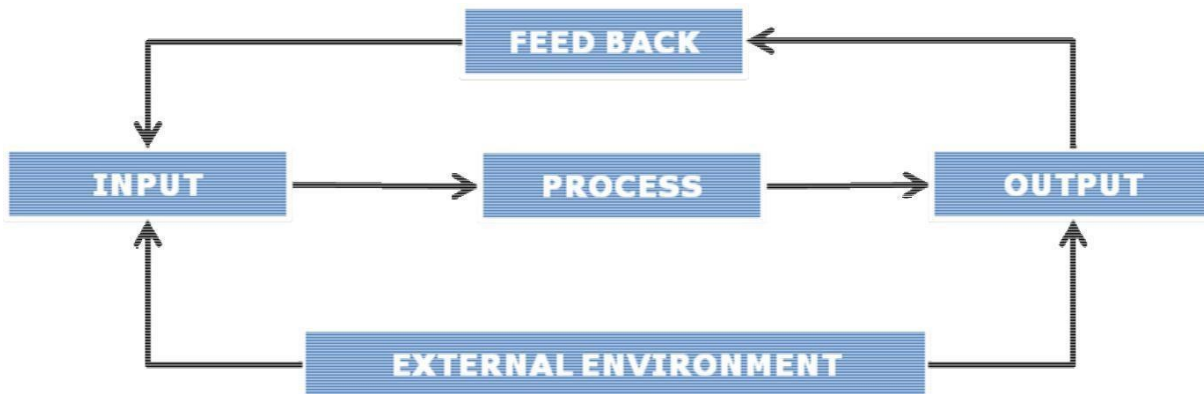 FEED BACK
INPUT
PROCESS
OUTPUT
EXTERNAL ENVIRONMENT